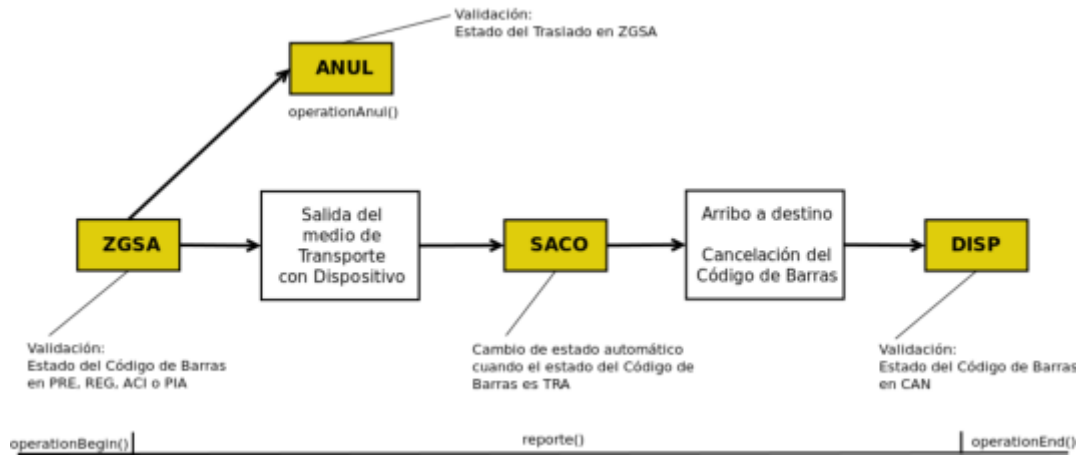 Validación:
Estado del Traslado en ZGSA
ANUL
operationAnul()
ZGSA
Salida del
medio de
Transporte
con Dispositivo
SACO
Arribo a destino
Cancelación del
Código de Barras
DISP
Validación:
Estado del Código de Barras
en PRE, REG, ACI o PIA
Cambio de estado automático
cuando el estado del Código de
Barras es TRA
Validación:
Estado del Código de Barras
en CAN
operationBegin()
reporte()
operationEnd()